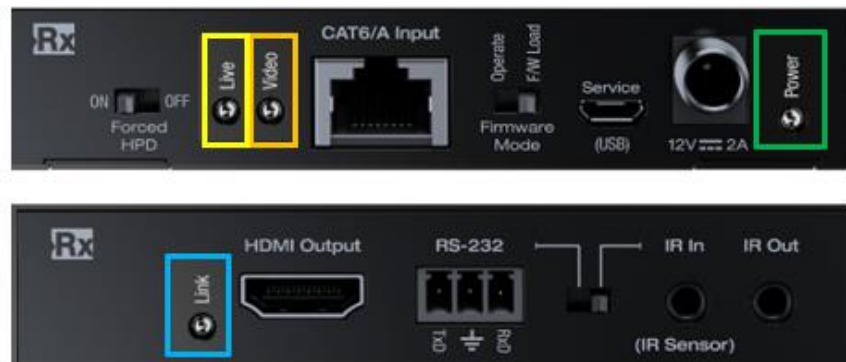 Rx
CAT6/A Input
Live
Video
Operate
F/W Load
Service
Power
ON
OFF
Forced
HPD
Firmware
Mode
(USB)
12V ⎓ 2A
Rx
HDMI Output
RS-232
IR In
IR Out
Link
TxD
RxD
(IR Sensor)